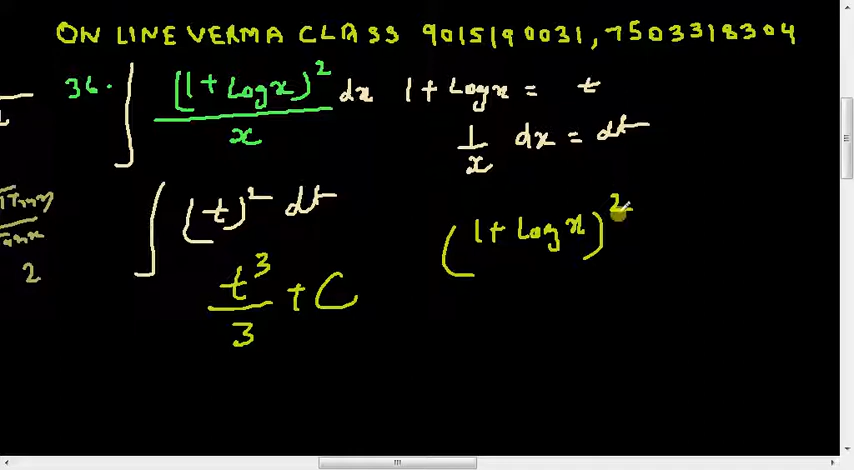 ON LINE VERMA CLASS 9015190031,7503318304
36. ∫ (1 + Logx)² / x dx 1 + Logx = t
1/x dx = dt
∫ (t)² dt
(1 + Logx)²
t³/3 + C
2